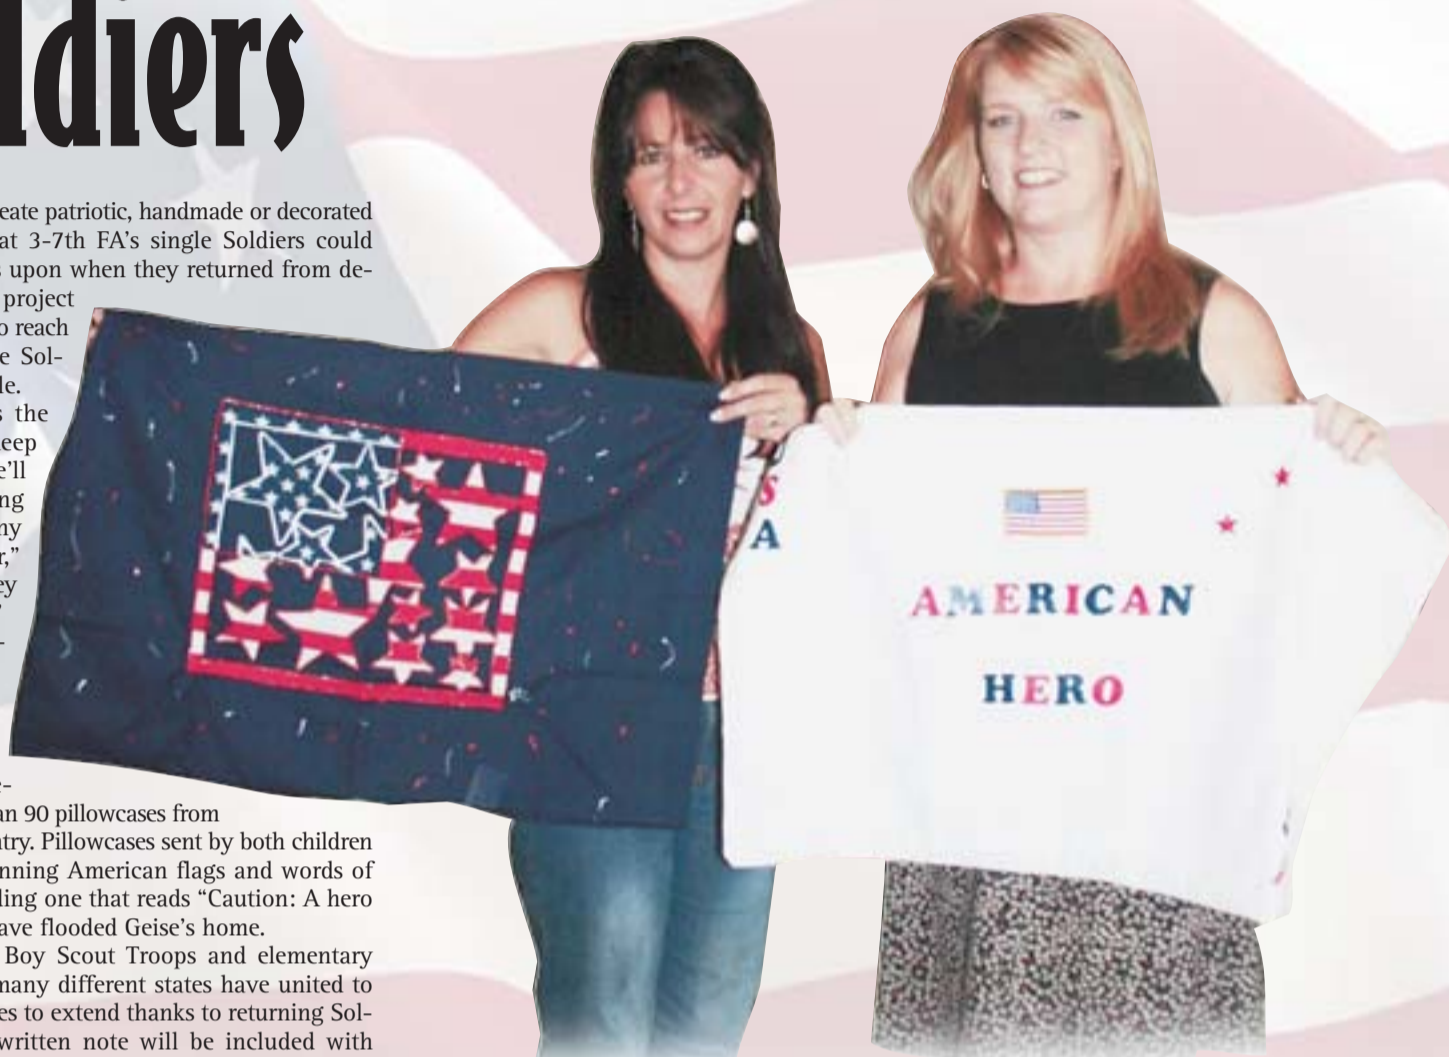 ldiers
eate patriotic, handmade or decorated
at 3-7th FA's single Soldiers could
s upon when they returned from de-
project
o reach
e Sol-
le.
s the
eep
e'll
ng
ny
r,”
ey
”
-
e-
an 90 pillowcases from
ntry. Pillowcases sent by both children
nning American flags and words of
ding one that reads “Caution: A hero
ave flooded Geise's home.
Boy Scout Troops and elementary
many different states have united to
es to extend thanks to returning Sol-
written note will be included with
S
A
AMERICAN
HERO